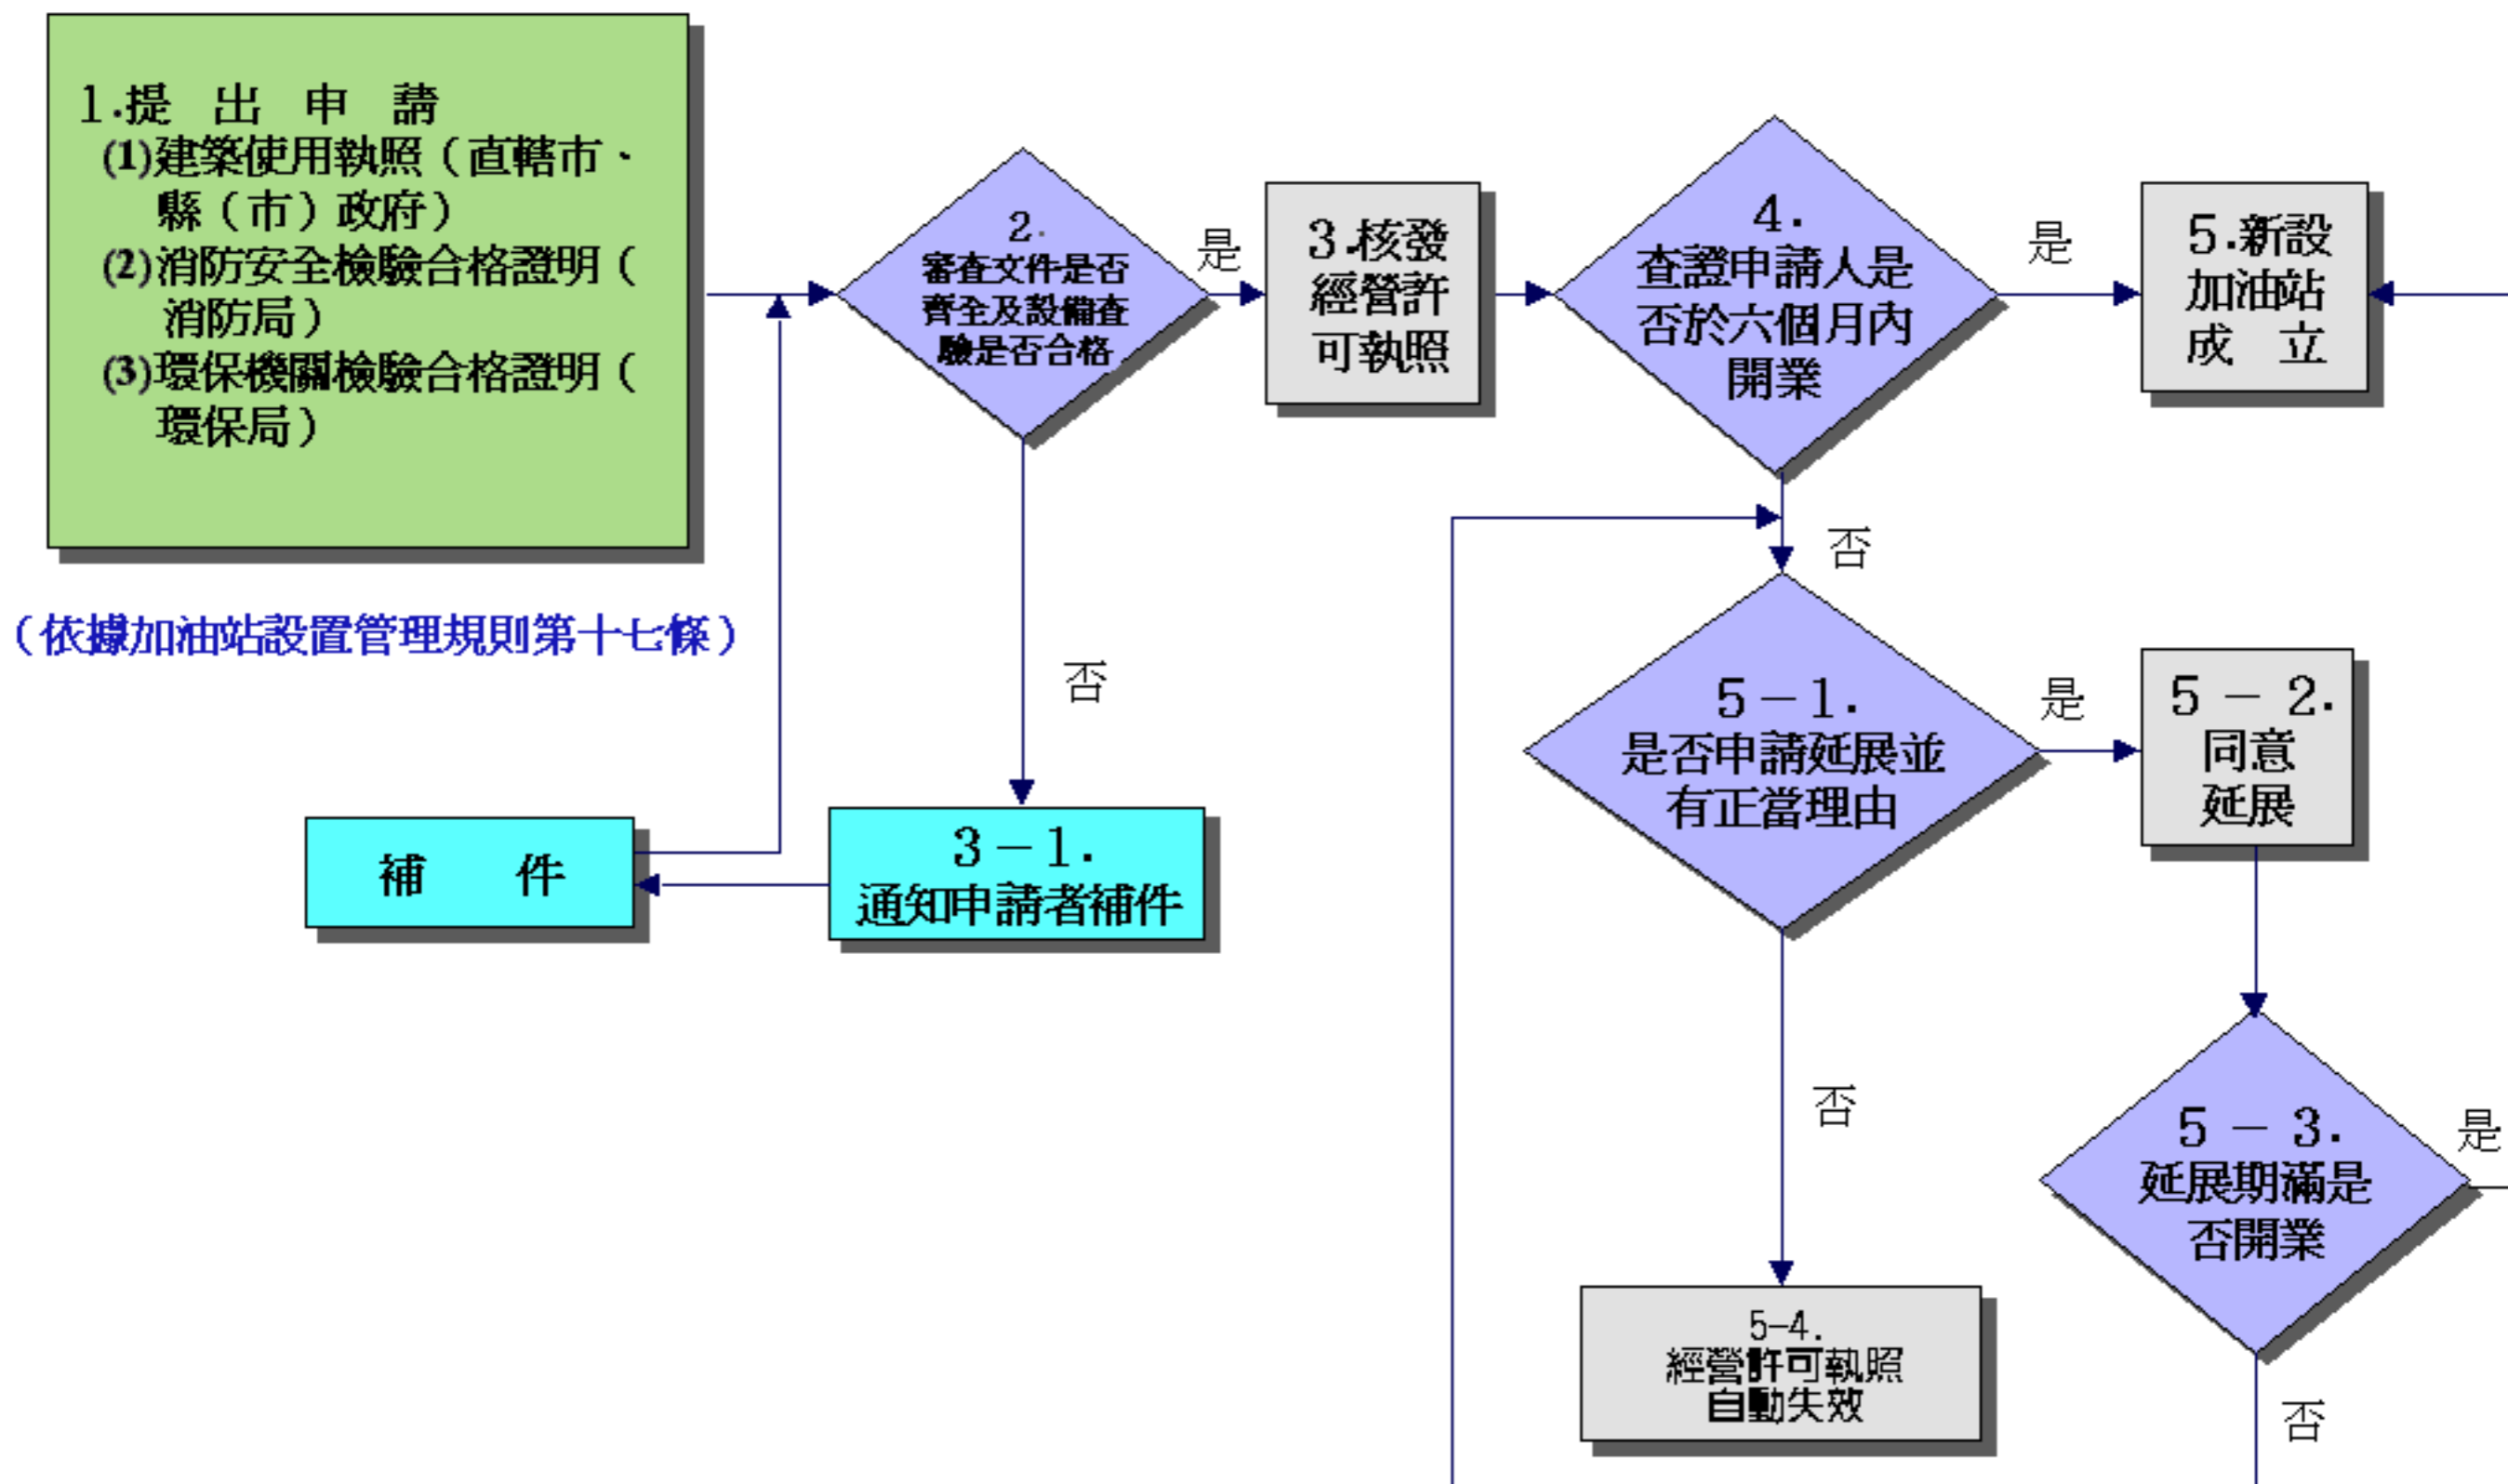 1.提 出 申 請
(1)建築使用執照（直轄市、
縣（市）政府）
(2)消防安全檢驗合格證明（
消防局）
(3)環保機關檢驗合格證明（
環保局）
（依據加油站設置管理規則第十七條）
2.
審查文件是否
齊全及設備查
驗是否合格
是
否
3.核發
經營許
可執照
3－1.
通知申請者補件
補 件
4.
查證申請人是
否於六個月內
開業
是
否
5.新設
加油站
成 立
5－1.
是否申請延展並
有正當理由
是
否
5－2.
同意
延展
5－3.
延展期滿是
否開業
是
否
5-4.
經營許可執照
自動失效